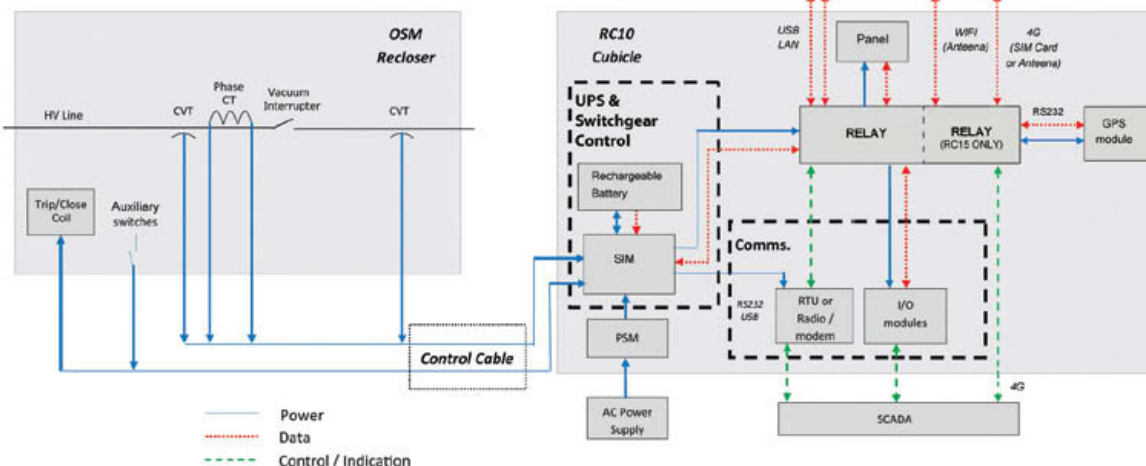 OSM
Recloser
HV Line
CVT
Phase
CT
Vacuum
Interrupter
CVT
Trip/Close
Coil
Auxiliary
switches
Control Cable
Power
Data
Control / Indication
RC10
Cubicle
USB
LAN
Panel
WIFI
(Anteena)
4G
(SIM Card
or Anteena)
UPS &
Switchgear
Control
RELAY
RELAY
(RC15 ONLY)
RS232
GPS
module
Rechargeable
Battery
SIM
Comms.
RS232
USB
RTU or
Radio /
modem
I/O
modules
PSM
AC Power
Supply
4G
SCADA